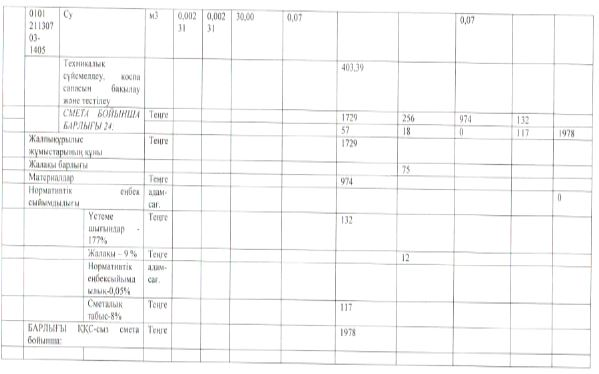 0101 Су м3 0,002 0,002 30,00 0,07 0,07
211307 31 31
03-
1405
Техникалық 403,39
сүйемелдеу, қоспа
сапасын бақылау
және тестілеу
СМЕТА БОЙЫНША Теңге 1729 256 974 132
БАРЛЫҒЫ 24: 57 18 0 117 1978
Жалпықұрылыс Теңге 1729
жұмыстарының құны
Жалақы барлығы 75
Материалдар Теңге 974
Нормативтік еңбек адам- 0
сыйымдылығы сағ.
Үстеме Теңге 132
шығындар -
177%
Жалақы – 9 % Теңге 12
Нормативтік адам-
еңбексыйыма сағ.
ылық-0,05%
Сметалық Теңге 117
табыс-8%
БАРЛЫҒЫ ҚҚС-сыз смета Теңге 1978
бойынша: